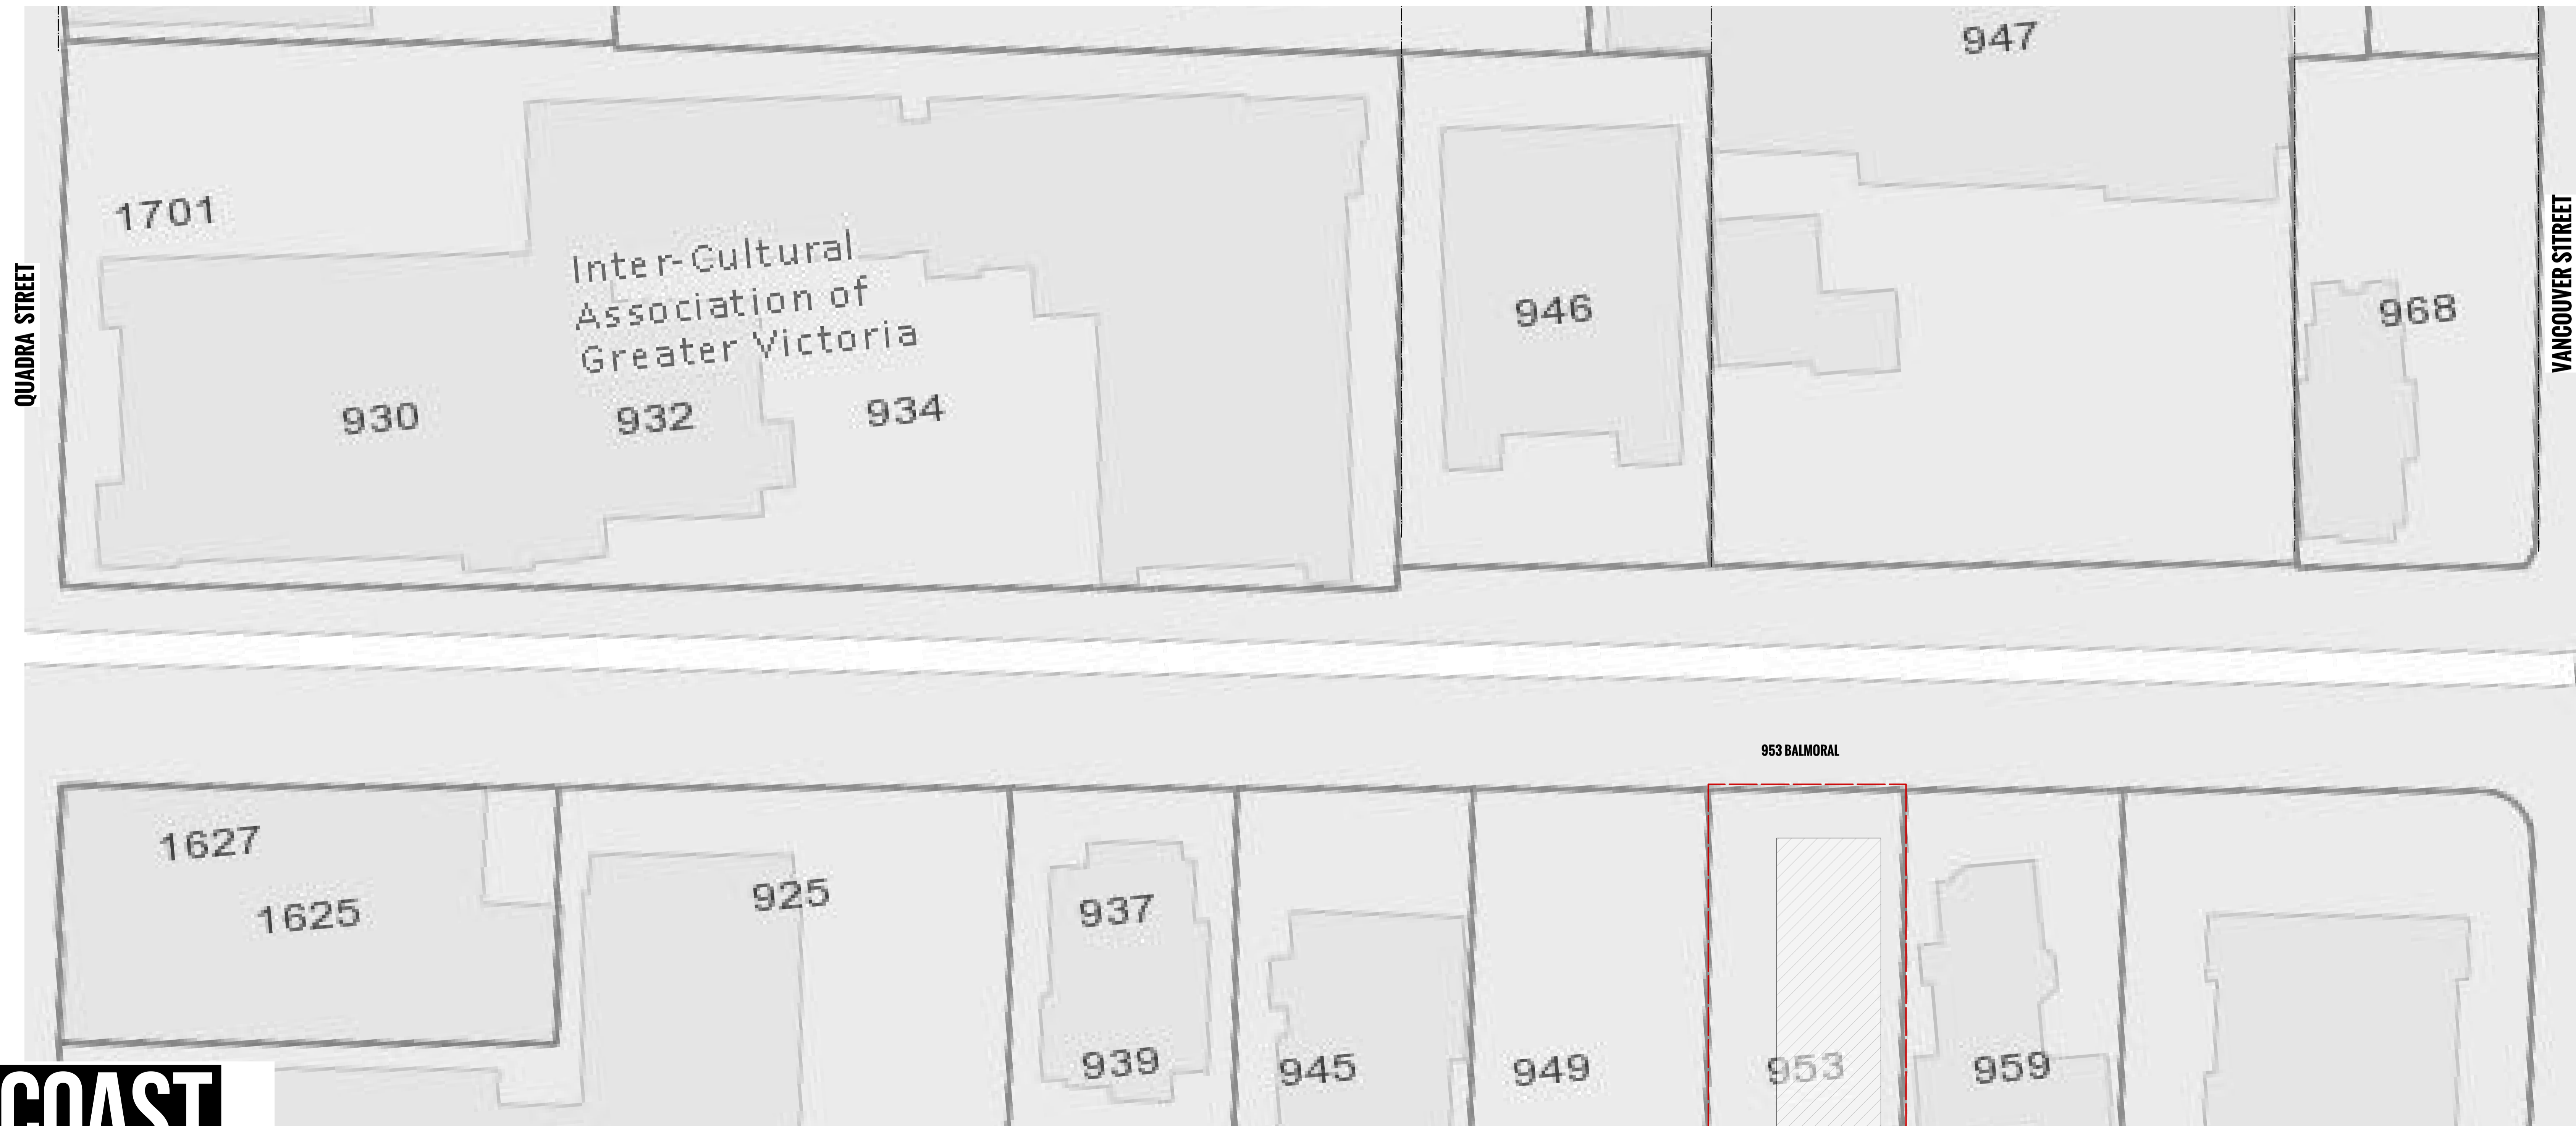 947
1701
Inter-Cultural
Association of
Greater Victoria
946
968
QUADRA STREET
VANCOUVER S1TREET
930
932
934
953 BALMORAL
1627
1625
925
937
939
945
949
953
959
COAST